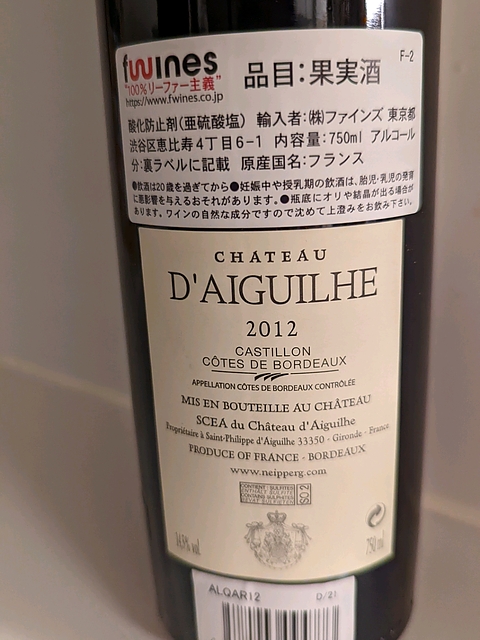 fwines
F-2
"100%リーファー主義"
品目：果実酒
https://www.fwines.co.jp
酸化防止剤(亜硫酸塩) 輸入者：(株)ファインズ 東京都
渋谷区恵比寿4丁目6-1 内容量：750ml アルコール
分：裏ラベルに記載 原産国名：フランス
●飲酒は20歳を過ぎてから●妊娠中や授乳期の飲酒は、胎児・乳児の発育
に悪影響を与えるおそれがあります。●瓶底にオリや結晶が出る場合が
あります。ワインの自然な成分ですので沈めて上澄みをお飲み下さい。
CHATEAU
D'AIGUILHE
2012
CASTILLON
CÔTES DE BORDEAUX
APPELLATION CÔTES DE BORDEAUX CONTRÔLÉE
MIS EN BOUTEILLE AU CHÂTEAU
SCEA du Château d'Aiguilhe
Propriétaire à Saint-Philippe d'Aiguilhe 33350 - Gironde - France
PRODUCE OF FRANCE - BORDEAUX
www.neipperg.com
CONTIENT: SULFITES
ENTHÄLT SULFITE
CONTAINS SULPHITES
SO2
750 ml
ALQAR12
D/21